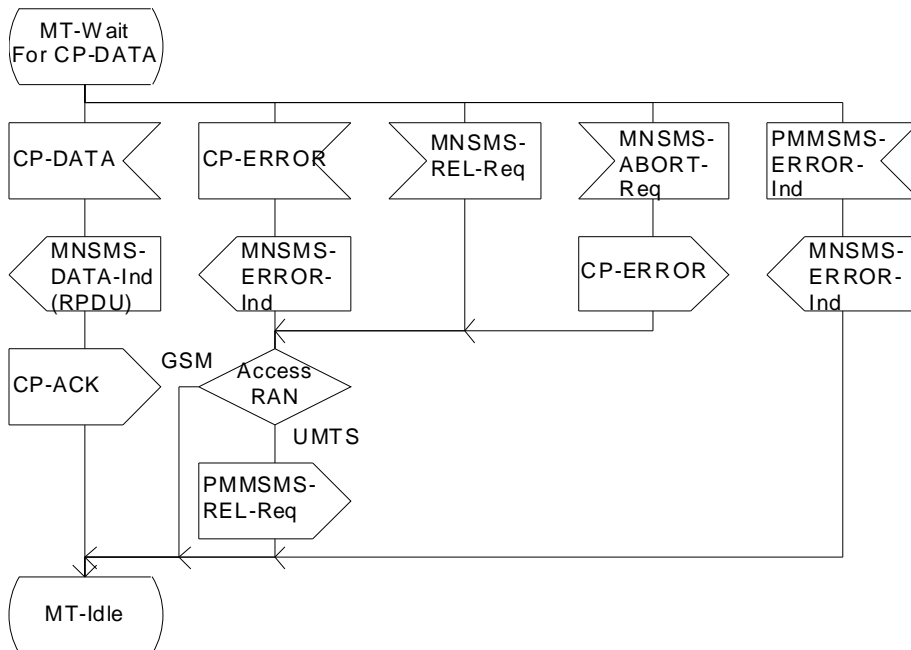 MT-Wait
For CP-DATA
CP-DATA
CP-ERROR
MNSMS-
REL-Req
MNSMS-
ABORT-
Req
PMMSMS-
ERROR-
Ind
MNSMS-
DATA-Ind
(RPDU)
MNSMS-
ERROR-
Ind
CP-ERROR
MNSMS-
ERROR-
Ind
CP-ACK
GSM
Access
RAN
UMTS
PMMSMS-
REL-Req
MT-Idle